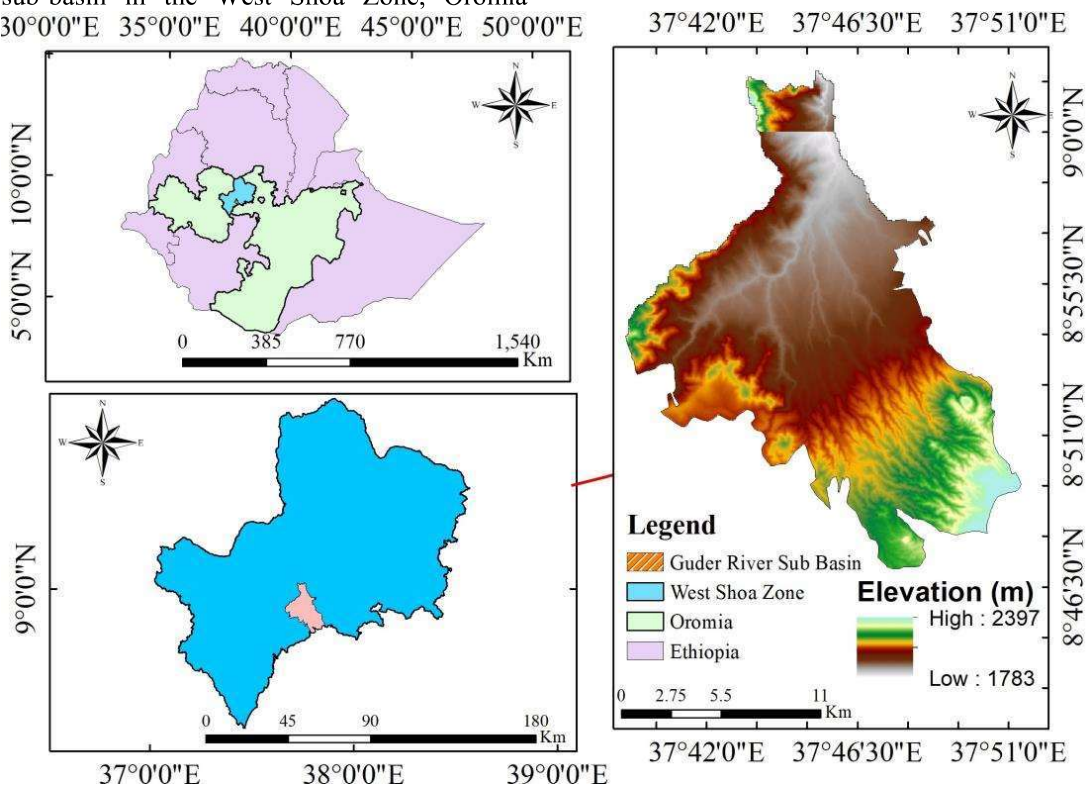 sub-basin in the West Shoa Zone, Oromia
30°0'0"E 35°0'0"E 40°0'0"E 45°0'0"E 50°0'0"E
10°0'0"N
5°0'0"N
N
W E
S
0 385 770 1,540
Km
N
W E
S
9°0'0"N
0 45 90 180
Km
37°0'0"E 38°0'0"E 39°0'0"E
37°42'0"E 37°46'30"E 37°51'0"E
N
W E
S
9°0'0"N
8°55'30"N
8°51'0"N
8°46'30"N
Legend
Guder River Sub Basin
West Shoa Zone
Oromia
Ethiopia
Elevation (m)
High : 2397
Low : 1783
0 2.75 5.5 11
Km
37°42'0"E 37°46'30"E 37°51'0"E